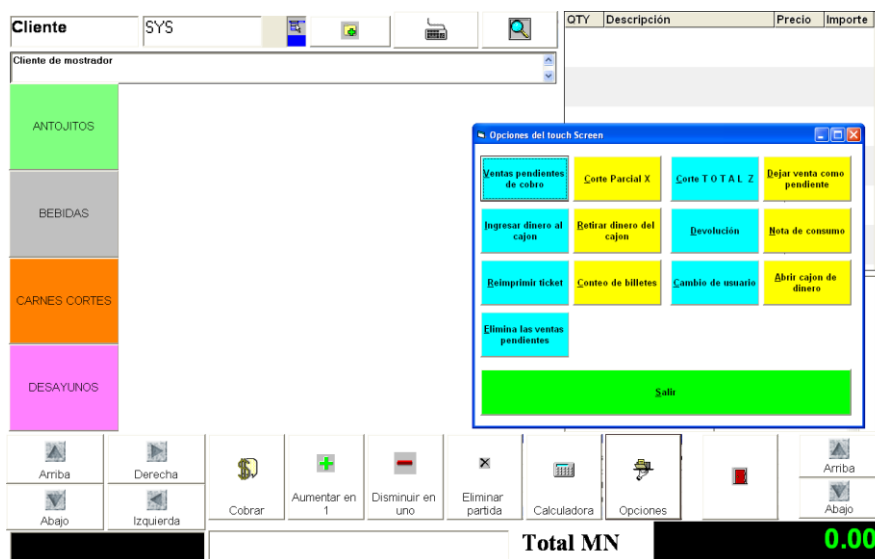 Cliente
SYS
QTY Descripción Precio Importe
Cliente de mostrador
ANTOJITOS
BEBIDAS
CARNES CORTES
DESAYUNOS
Opciones del touch Screen
Ventas pendientes
de cobro
Corte Parcial X
Corte T O T A L Z
Dejar venta como
pendiente
Ingresar dinero al
cajon
Retirar dinero del
cajon
Devolución
Nota de consumo
Reimprimir ticket
Conteo de billetes
Cambio de usuario
Abrir cajon de
dinero
Elimina las ventas
pendientes
Salir
Arriba
Derecha
Abajo
Izquierda
Cobrar
Aumentar en
1
Disminuir en
uno
Eliminar
partida
Calculadora
Opciones
Arriba
Abajo
Total MN
0.00